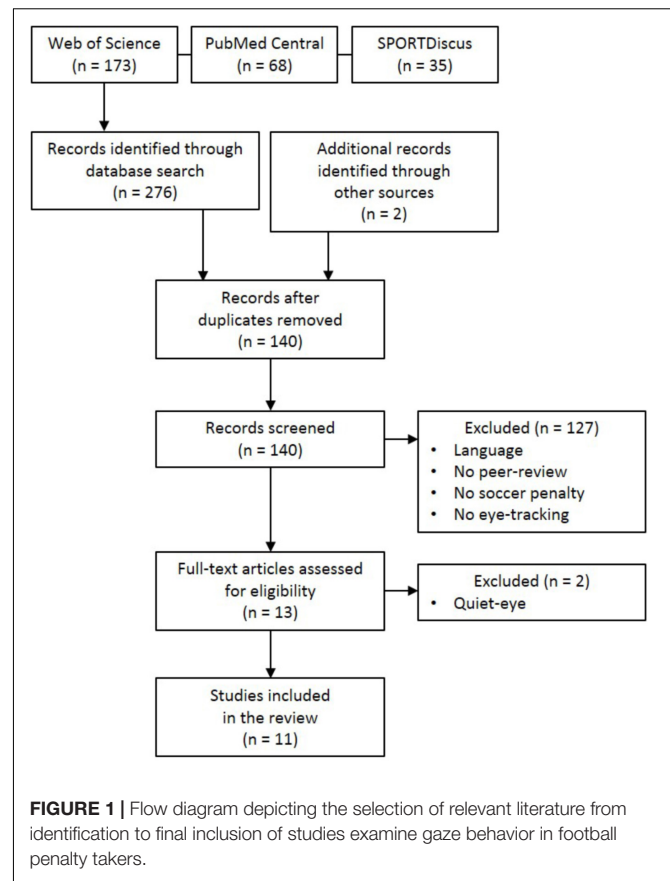 Web of Science
(n = 173)
PubMed Central
(n = 68)
SPORTDiscus
(n = 35)
Records identified through
database search
(n = 276)
Additional records
identified through
other sources
(n = 2)
Records after
duplicates removed
(n = 140)
Records screened
(n = 140)
Excluded (n = 127)
• Language
• No peer-review
• No soccer penalty
• No eye-tracking
Full-text articles assessed
for eligibility
(n = 13)
Excluded (n = 2)
• Quiet-eye
Studies included
in the review
(n = 11)
FIGURE 1 | Flow diagram depicting the selection of relevant literature from
identification to final inclusion of studies examine gaze behavior in football
penalty takers.